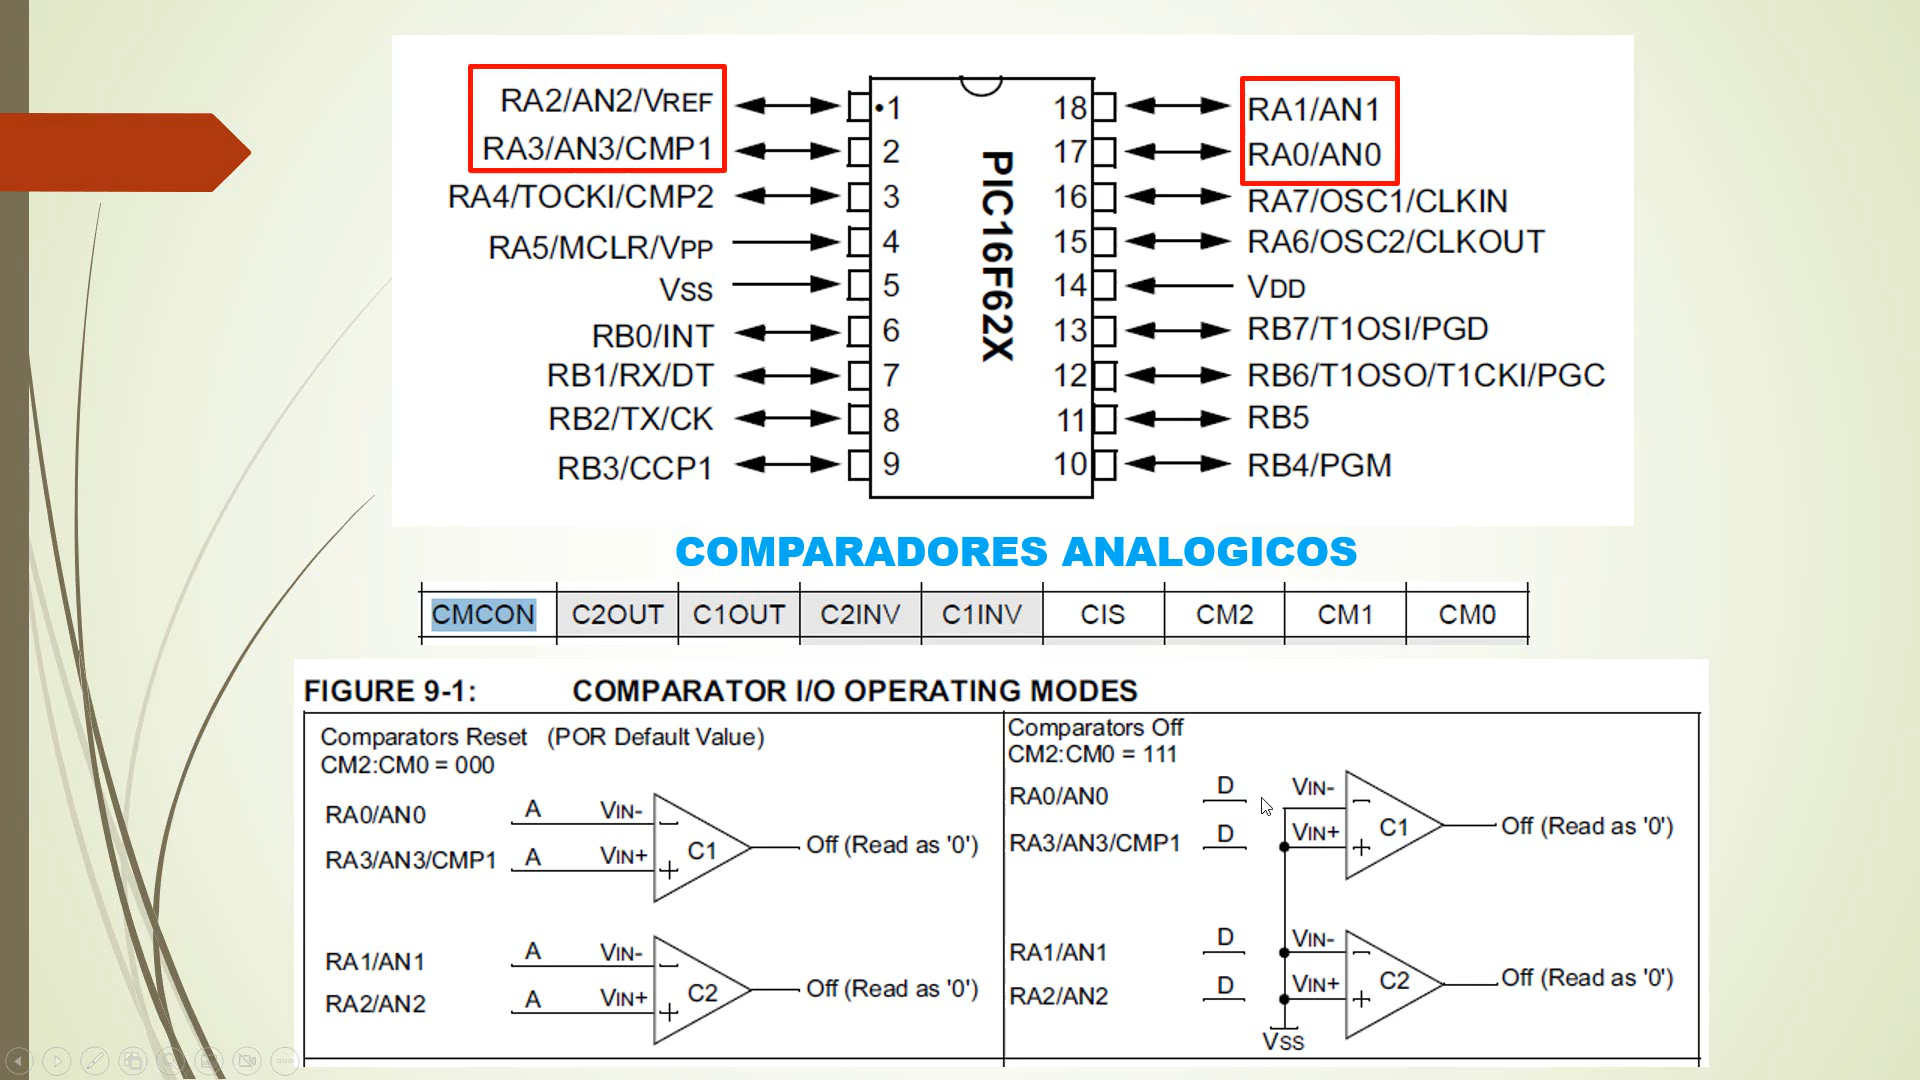 RA2/AN2/VREF
RA3/AN3/CMP1
RA4/TOCKI/CMP2
RA5/MCLR/VPP
VSS
RB0/INT
RB1/RX/DT
RB2/TX/CK
RB3/CCP1
•1
2
3
4
5
6
7
8
9
PIC16F62X
18
17
16
15
14
13
12
11
10
RA1/AN1
RA0/AN0
RA7/OSC1/CLKIN
RA6/OSC2/CLKOUT
VDD
RB7/T1OSI/PGD
RB6/T1OSO/T1CKI/PGC
RB5
RB4/PGM
COMPARADORES ANALOGICOS
CMCON C2OUT C1OUT C2INV C1INV CIS CM2 CM1 CM0
FIGURE 9-1: COMPARATOR I/O OPERATING MODES
Comparators Reset (POR Default Value)
CM2:CM0 = 000
RA0/AN0 A VIN- −
C1 Off (Read as '0')
RA3/AN3/CMP1 A VIN+ +
RA1/AN1 A VIN- −
C2 Off (Read as '0')
RA2/AN2 A VIN+ +
Comparators Off
CM2:CM0 = 111
RA0/AN0 D VIN- −
C1 Off (Read as '0')
RA3/AN3/CMP1 D VIN+ +
RA1/AN1 D VIN- −
C2 Off (Read as '0')
RA2/AN2 D VIN+ +
VSS